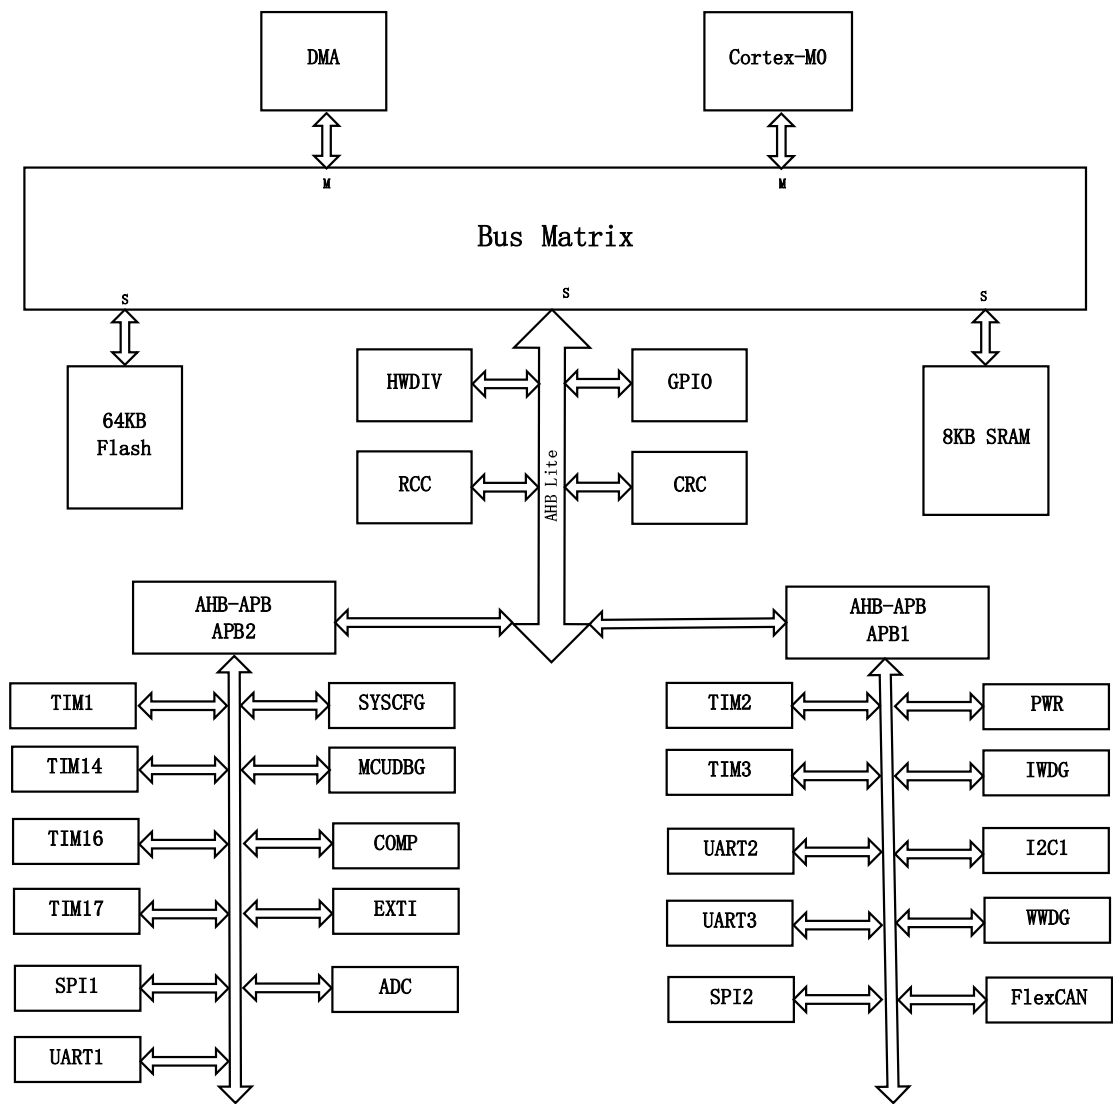 DMA
Cortex-M0
M
M
Bus Matrix
S
S
S
HWDIV
GPIO
64KB
Flash
8KB SRAM
RCC
AHB Lite
CRC
AHB-APB
APB2
AHB-APB
APB1
TIM1
SYSCFG
TIM2
PWR
TIM14
MCUDBG
TIM3
IWDG
TIM16
COMP
UART2
I2C1
TIM17
EXTI
UART3
WWDG
SPI1
ADC
SPI2
FlexCAN
UART1